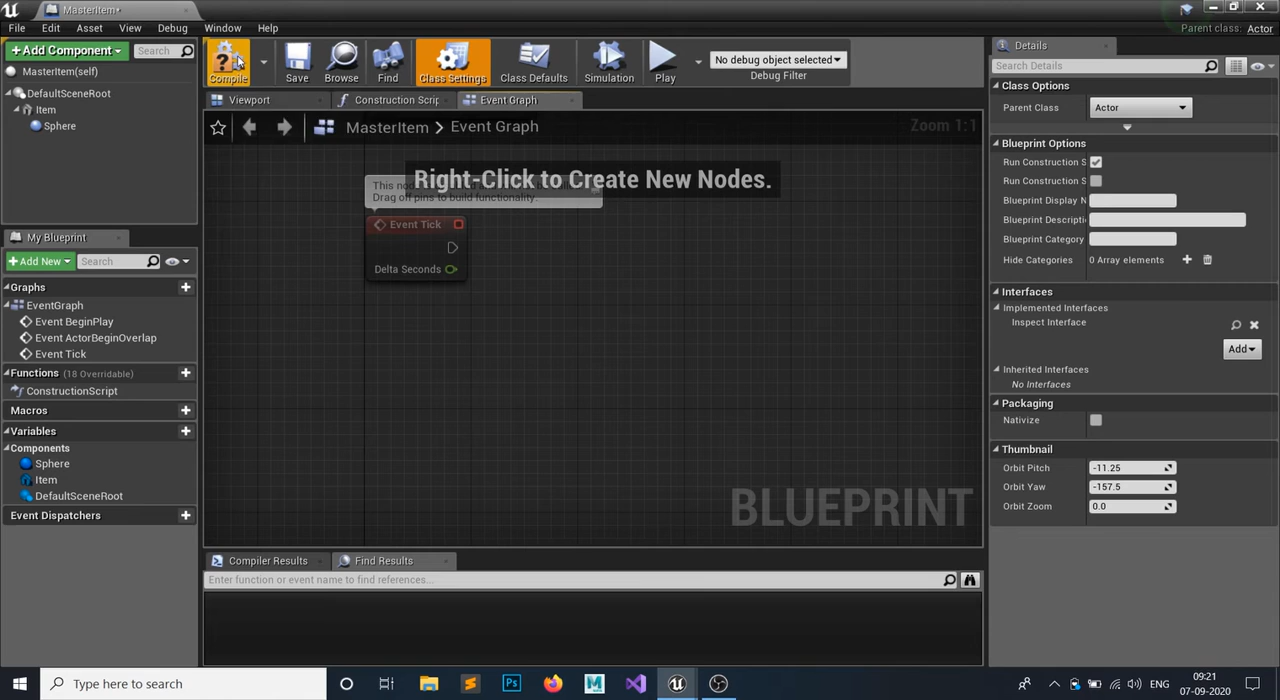 MasterItem*
File
Edit
Asset
View
Debug
Window
Help
Parent class: Actor
+Add Component
Search
MasterItem(self)
DefaultSceneRoot
Item
Sphere
My Blueprint
+Add New
Search
Graphs
EventGraph
Event BeginPlay
Event ActorBeginOverlap
Event Tick
Functions (18 Overridable)
ConstructionScript
Macros
Variables
Components
Sphere
Item
DefaultSceneRoot
Event Dispatchers
Compile
Save
Browse
Find
Class Settings
Class Defaults
Simulation
Play
No debug object selected
Debug Filter
Viewport
Construction Scrip
Event Graph
MasterItem > Event Graph
Zoom 1:1
Right-Click to Create New Nodes.
This
Drag off pins to build functionality.
Event Tick
Delta Seconds
BLUEPRINT
Compiler Results
Find Results
Enter function or event name to find references...
Details
Search Details
Class Options
Parent Class
Actor
Blueprint Options
Run Construction S
Run Construction S
Blueprint Display N
Blueprint Descripti
Blueprint Category
Hide Categories
0 Array elements
Interfaces
Implemented Interfaces
Inspect Interface
Add
Inherited Interfaces
No Interfaces
Packaging
Nativize
Thumbnail
Orbit Pitch
-11.25
Orbit Yaw
-157.5
Orbit Zoom
0.0
Type here to search
Ps
M
ENG
09:21
07-09-2020